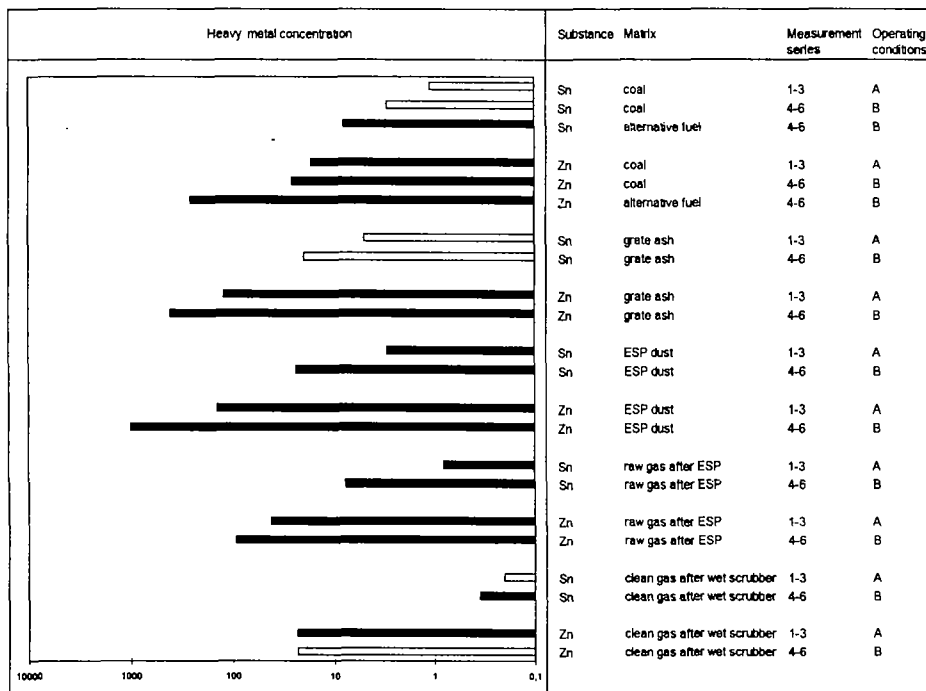 Heavy metal concentration Substance Matrix Measurement series Operating conditions
Sn coal 1-3 A
Sn coal 4-6 B
Sn alternative fuel 4-6 B
Zn coal 1-3 A
Zn coal 4-6 B
Zn alternative fuel 4-6 B
Sn grate ash 1-3 A
Sn grate ash 4-6 B
Zn grate ash 1-3 A
Zn grate ash 4-6 B
Sn ESP dust 1-3 A
Sn ESP dust 4-6 B
Zn ESP dust 1-3 A
Zn ESP dust 4-6 B
Sn raw gas after ESP 1-3 A
Sn raw gas after ESP 4-6 B
Zn raw gas after ESP 1-3 A
Zn raw gas after ESP 4-6 B
Sn clean gas after wet scrubber 1-3 A
Sn clean gas after wet scrubber 4-6 B
Zn clean gas after wet scrubber 1-3 A
Zn clean gas after wet scrubber 4-6 B
10000 1000 100 10 1 0,1